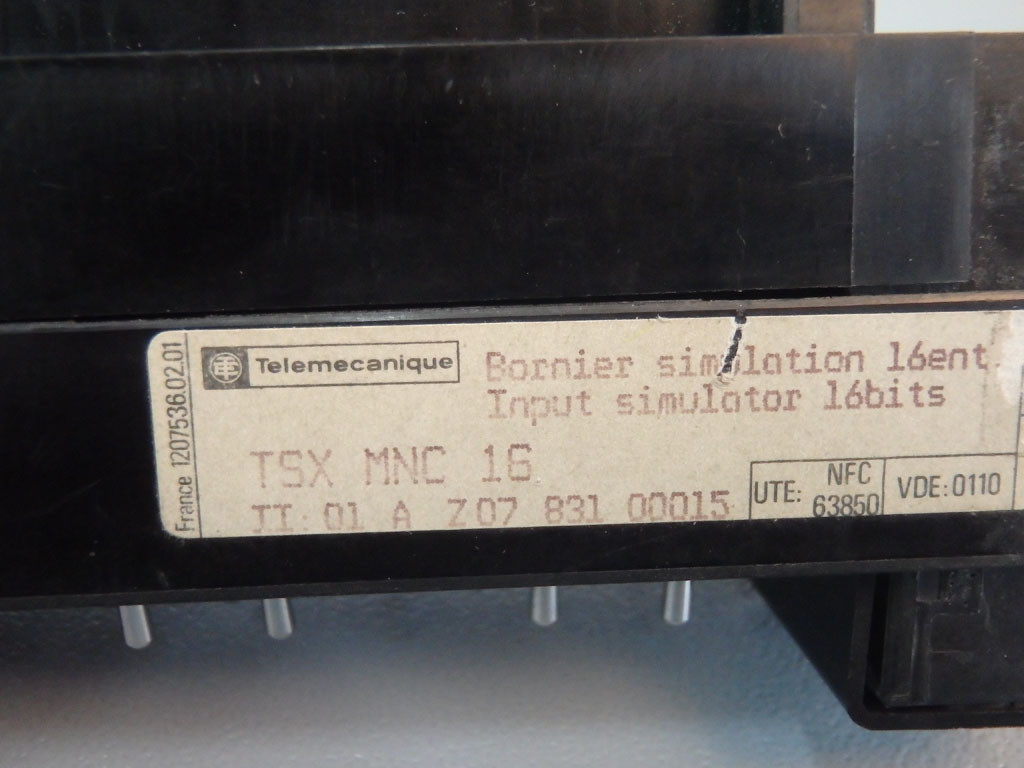 France 1207536.02.01
Telemecanique
Bornier simulation 16ent.
Input simulator 16bits
TSX MNC 16
II: 01 A Z07 831 00015
UTE: NFC 63850
VDE:0110